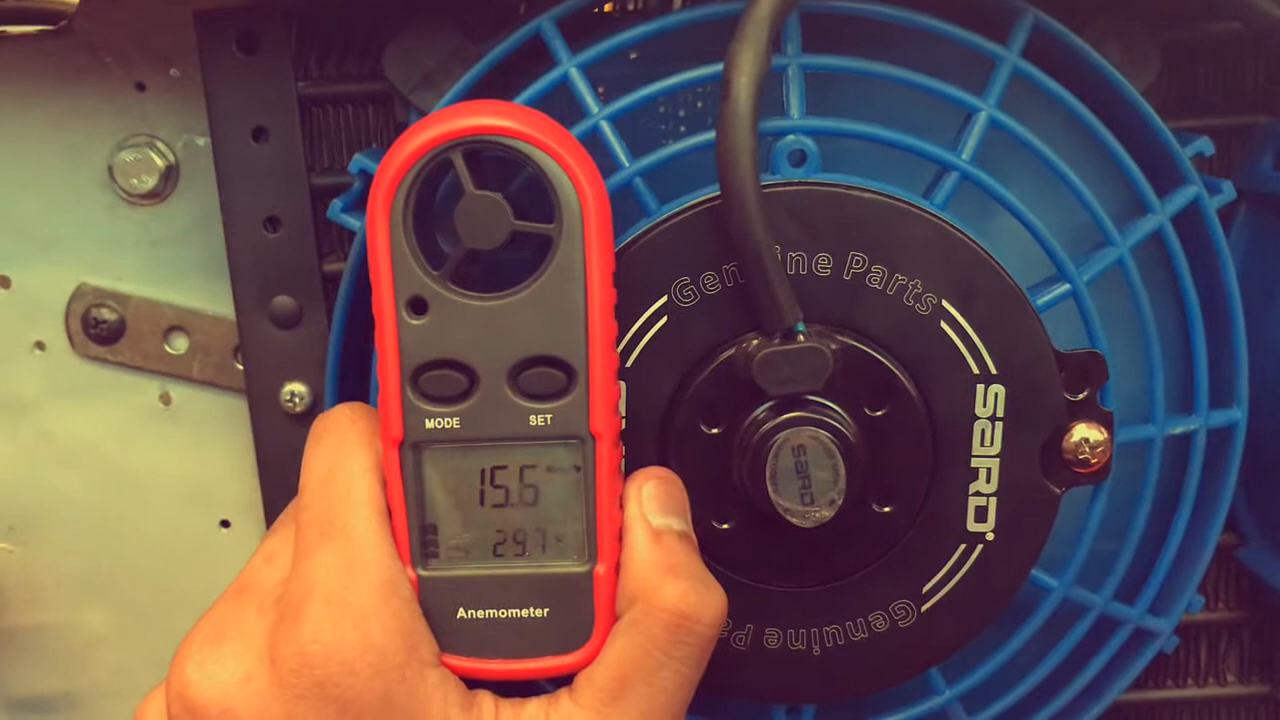 MODE SET
15.6
29.7
Anemometer
Genuine Parts
SARD
SARD
Genuine Pa